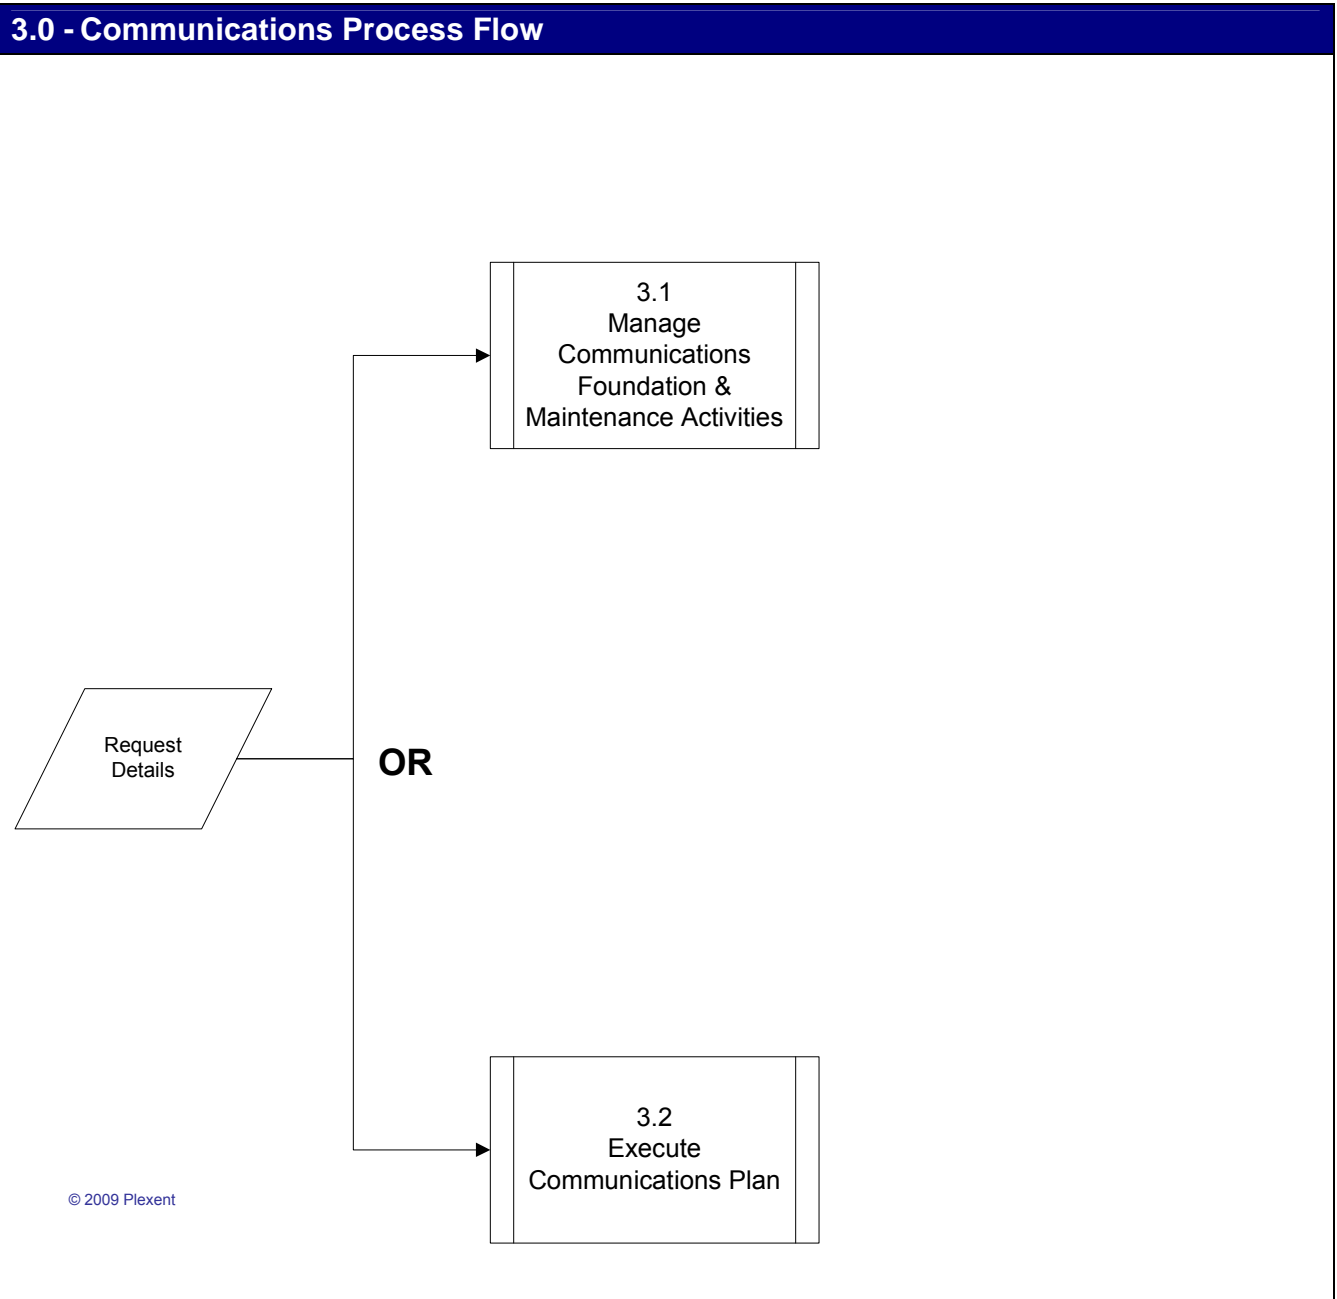 3.0 - Communications Process Flow
3.1
Manage
Communications
Foundation &
Maintenance Activities
Request
Details
OR
3.2
Execute
Communications Plan
© 2009 Plexent